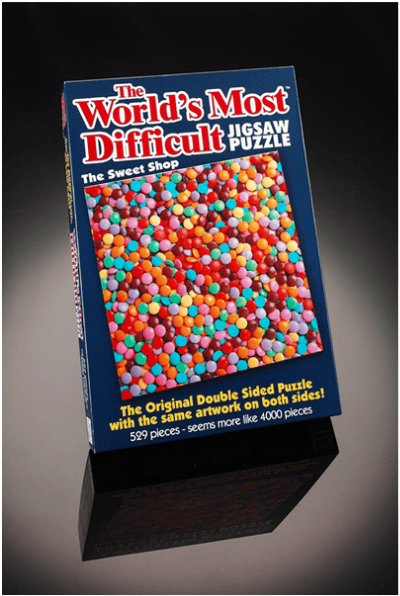 The
World's Most™
Difficult JIGSAW
PUZZLE
The Sweet Shop
The Original Double Sided Puzzle
with the same artwork on both sides!
529 pieces - seems more like 4000 pieces